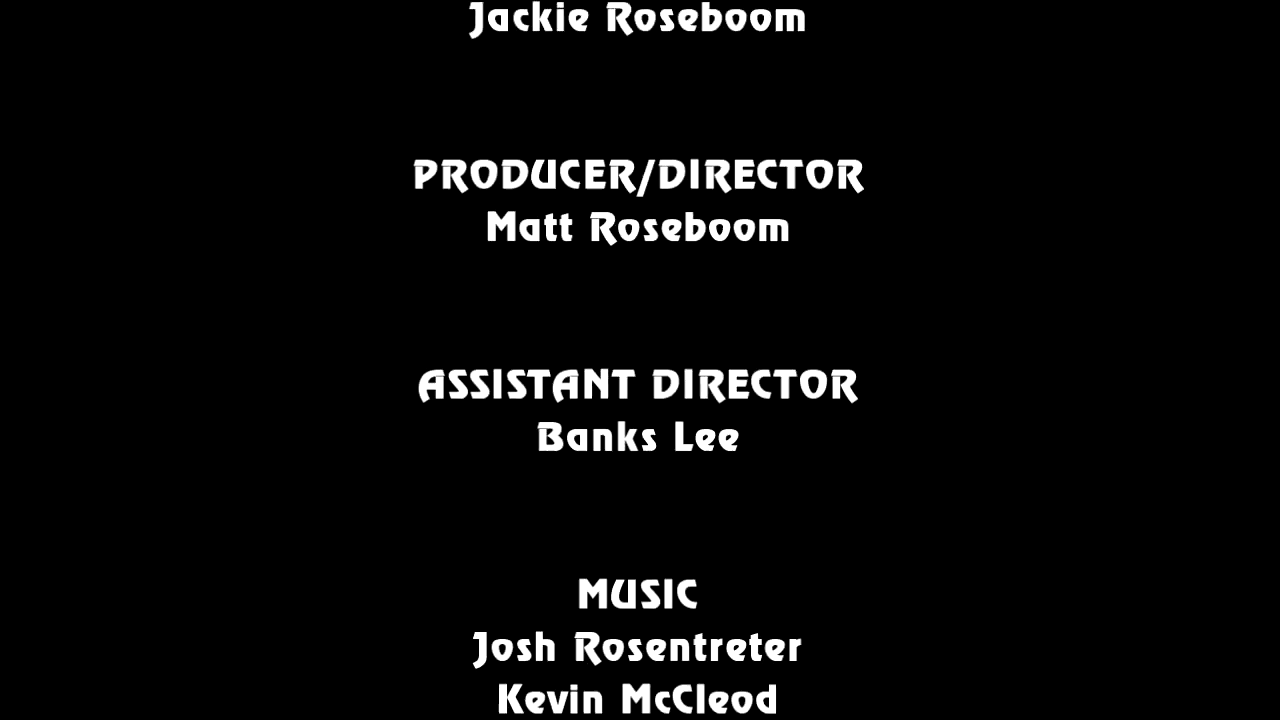 Jackie Roseboom
PRODUCER/DIRECTOR
Matt Roseboom
ASSISTANT DIRECTOR
Banks Lee
MUSIC
Josh Rosentreter
Kevin McCleod